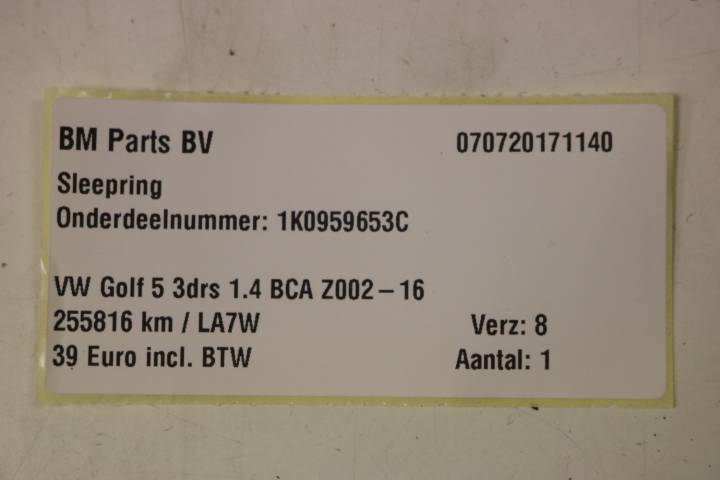 BM Parts BV 070720171140
Sleepring
Onderdeelnummer: 1K0959653C
VW Golf 5 3drs 1.4 BCA Z002-16
255816 km / LA7W Verz: 8
39 Euro incl. BTW Aantal: 1